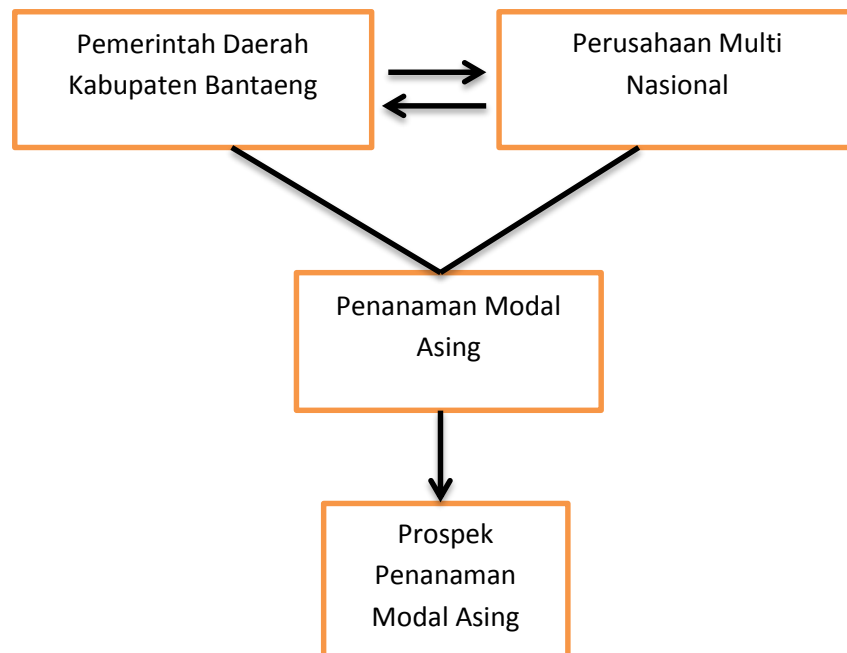 Pemerintah Daerah
Kabupaten Bantaeng
Perusahaan Multi
Nasional
Penanaman Modal
Asing
Prospek
Penanaman
Modal Asing